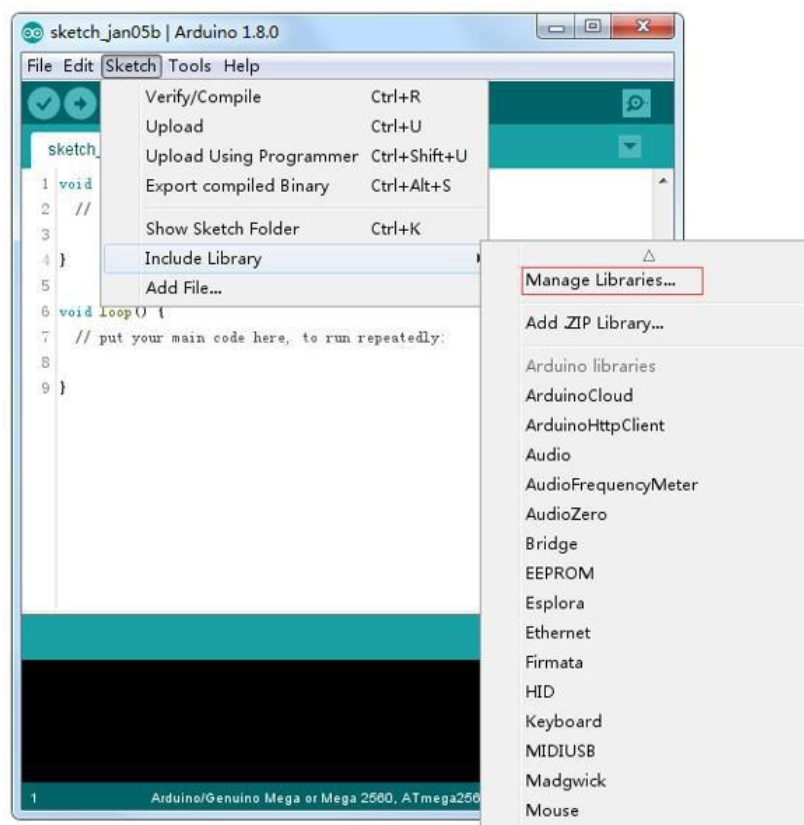 sketch_jan05b | Arduino 1.8.0
File Edit Sketch Tools Help
Verify/Compile Ctrl+R
Upload Ctrl+U
Upload Using Programmer Ctrl+Shift+U
Export compiled Binary Ctrl+Alt+S
Show Sketch Folder Ctrl+K
Include Library
Add File...
sketch_
1 void
2 //
3
4 }
5
6 void loop() {
7 // put your main code here, to run repeatedly:
8
9 }
Manage Libraries...
Add .ZIP Library...
Arduino libraries
ArduinoCloud
ArduinoHttpClient
Audio
AudioFrequencyMeter
AudioZero
Bridge
EEPROM
Esplora
Ethernet
Firmata
HID
Keyboard
MIDIUSB
Madgwick
Mouse
1 Arduino/Genuino Mega or Mega 2560, ATmega256